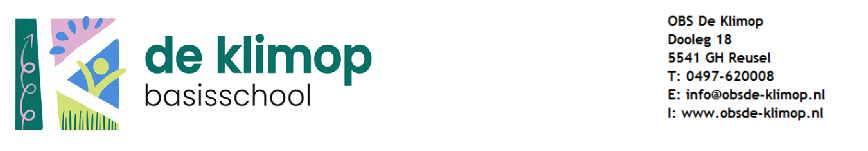 de klimop
basisschool
OBS De Klimop
Dooleg 18
5541 GH Reusel
T: 0497-620008
E: info@obsde-klimop.nl
I: www.obsde-klimop.nl